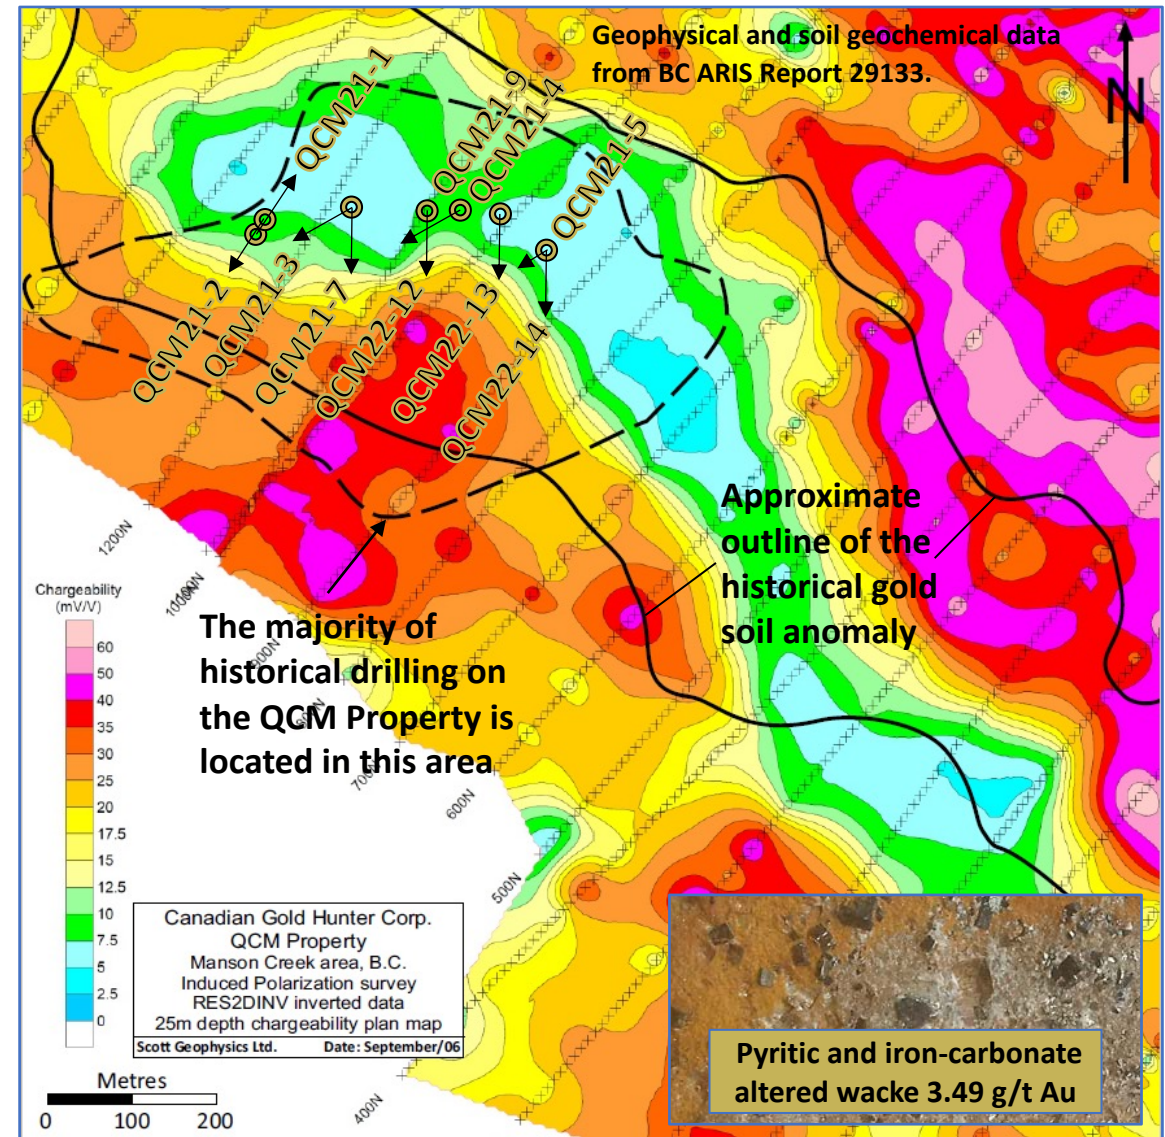 Geophysical and soil geochemical data
from BC ARIS Report 29133.
N
QCM21-1
QCM21-9
QCM21-4
QCM21-5
QCM21-2
QCM21-3
QCM21-7
QCM22-12
QCM22-13
QCM22-14
Approximate
outline of the
historical gold
soil anomaly
The majority of
historical drilling on
the QCM Property is
located in this area
1200N
1000N
900N
700N
600N
500N
400N
Chargeability
(mV/V)
60
50
40
35
30
25
20
17.5
15
12.5
10
7.5
5
2.5
0
Canadian Gold Hunter Corp.
QCM Property
Manson Creek area, B.C.
Induced Polarization survey
RES2DINV inverted data
25m depth chargeability plan map
Scott Geophysics Ltd. Date: September/06
Metres
0 100 200
Pyritic and iron-carbonate
altered wacke 3.49 g/t Au